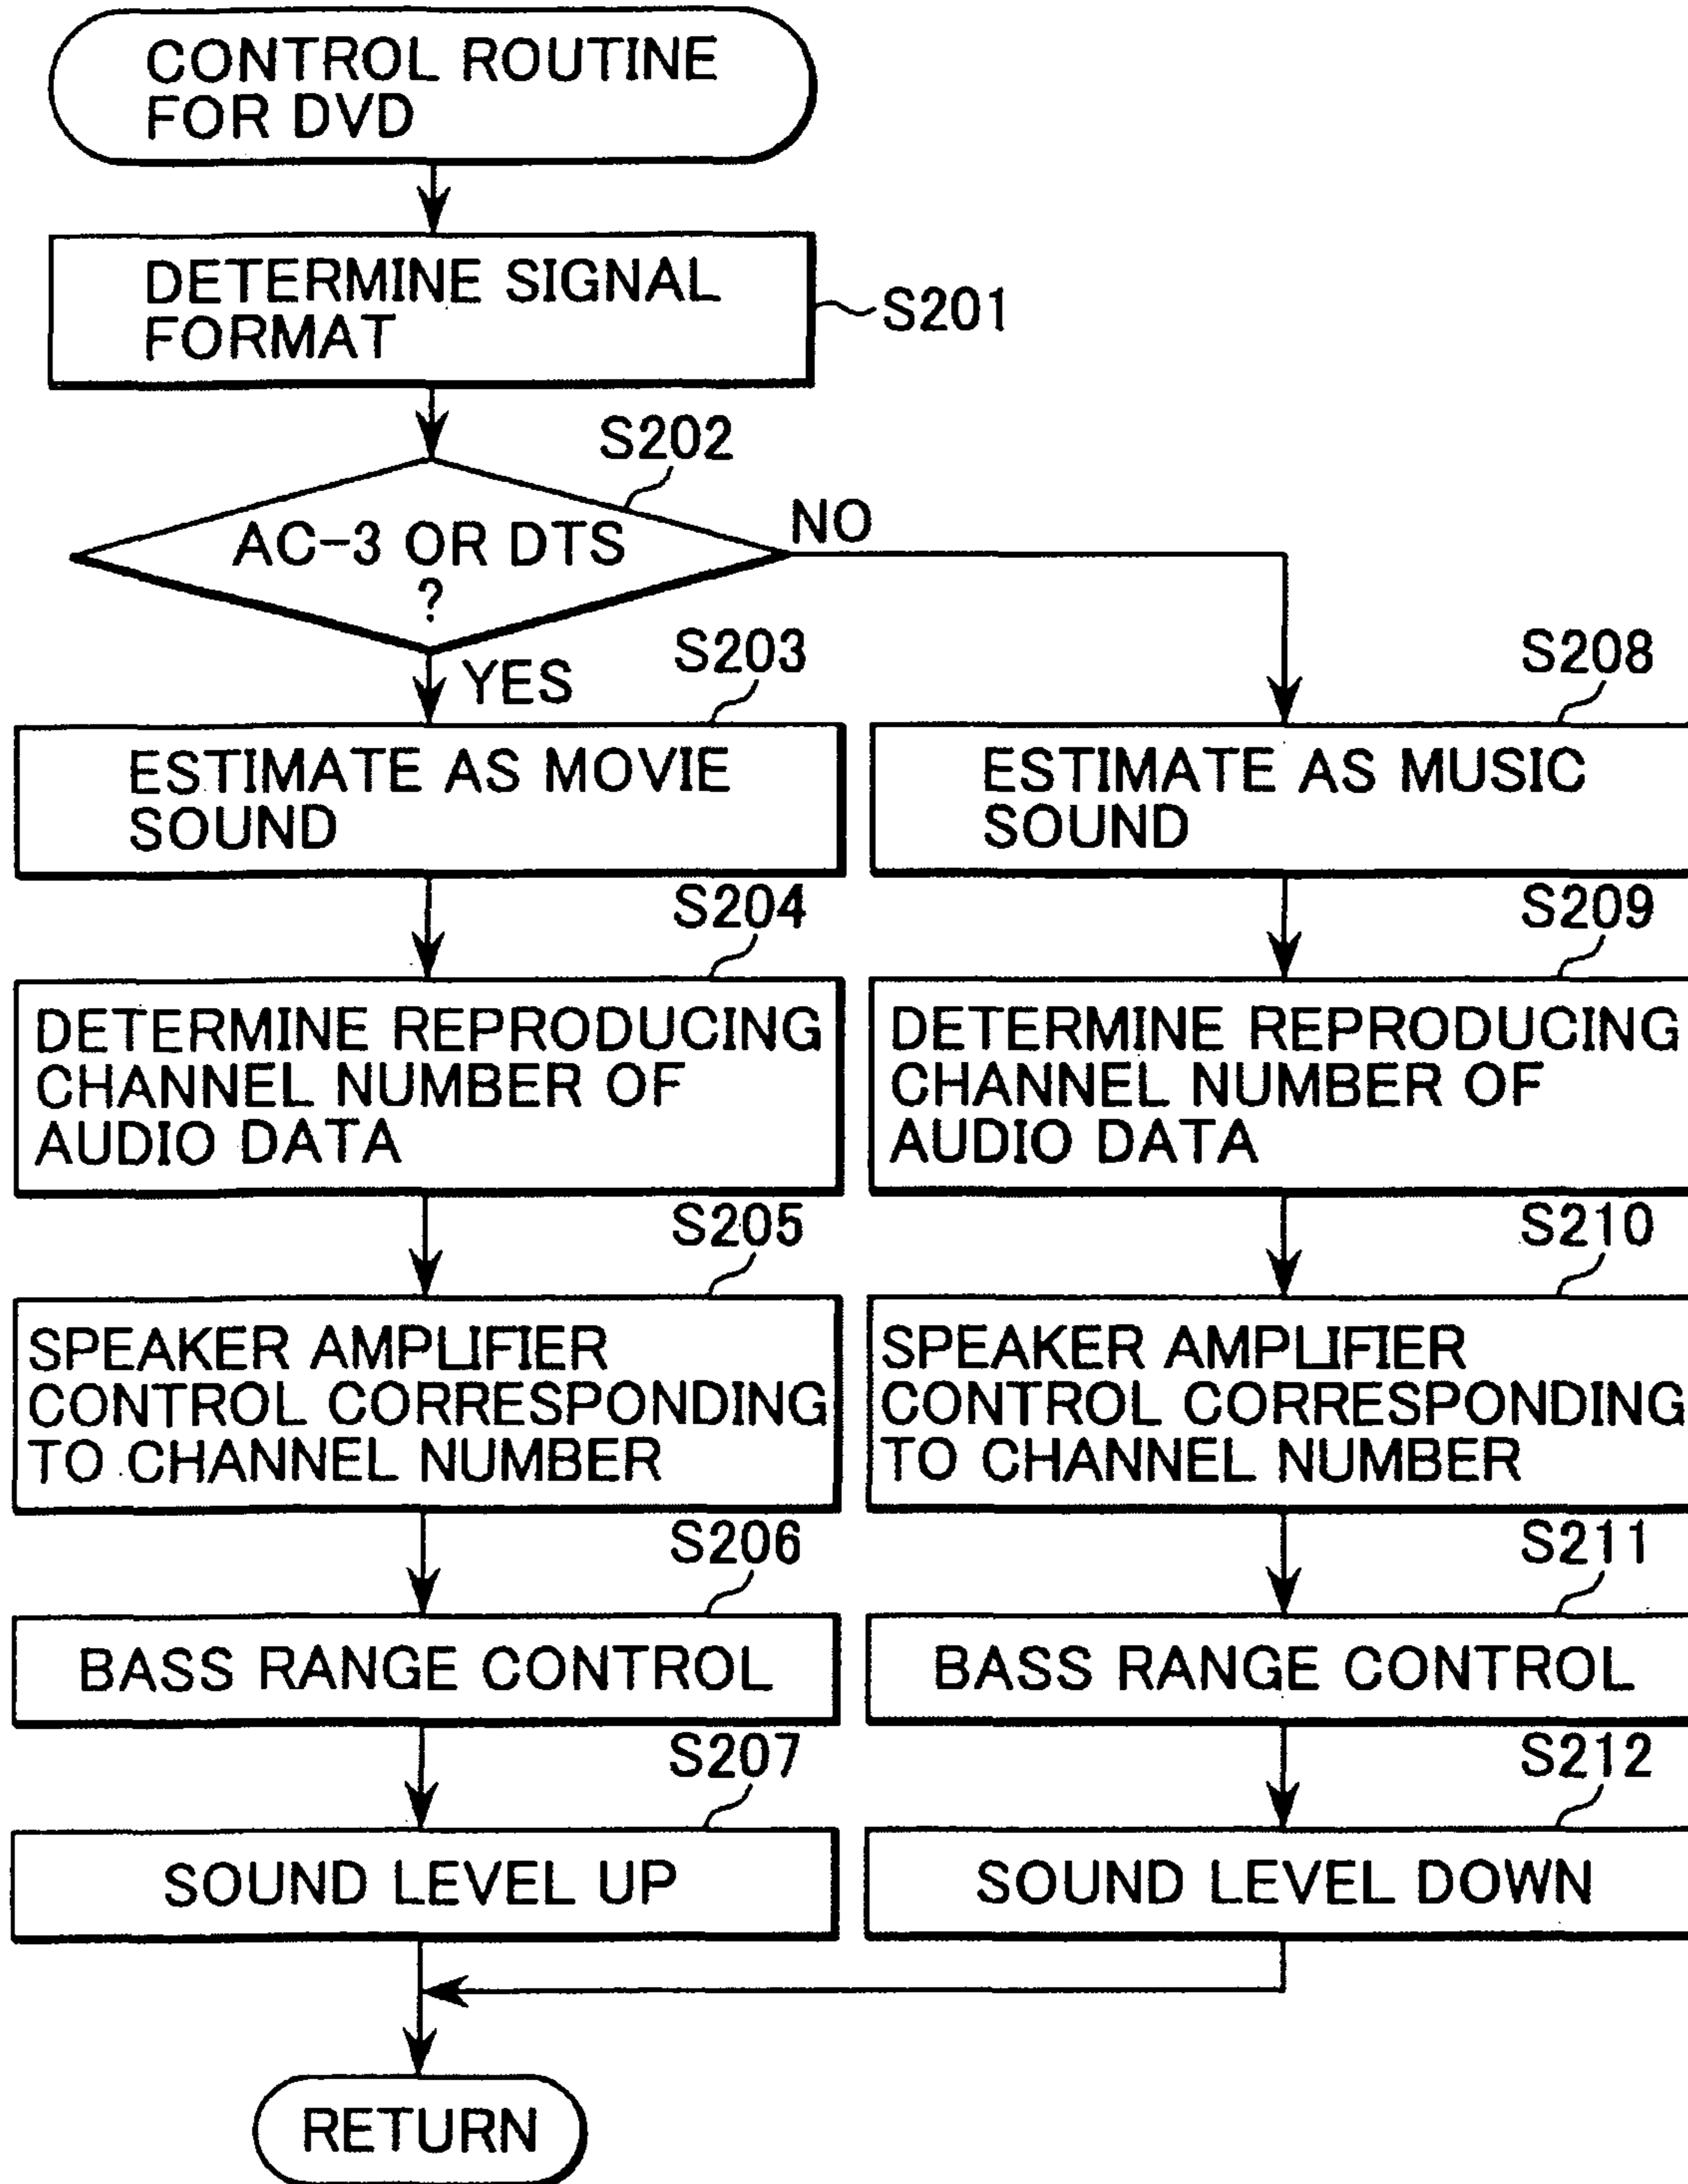 CONTROL ROUTINE
FOR DVD
DETERMINE SIGNAL
FORMAT
S201
S202
AC-3 OR DTS
?
NO
YES
S203
ESTIMATE AS MOVIE
SOUND
S204
DETERMINE REPRODUCING
CHANNEL NUMBER OF
AUDIO DATA
S205
SPEAKER AMPLIFIER
CONTROL CORRESPONDING
TO CHANNEL NUMBER
S206
BASS RANGE CONTROL
S207
SOUND LEVEL UP
S208
ESTIMATE AS MUSIC
SOUND
S209
DETERMINE REPRODUCING
CHANNEL NUMBER OF
AUDIO DATA
S210
SPEAKER AMPLIFIER
CONTROL CORRESPONDING
TO CHANNEL NUMBER
S211
BASS RANGE CONTROL
S212
SOUND LEVEL DOWN
RETURN